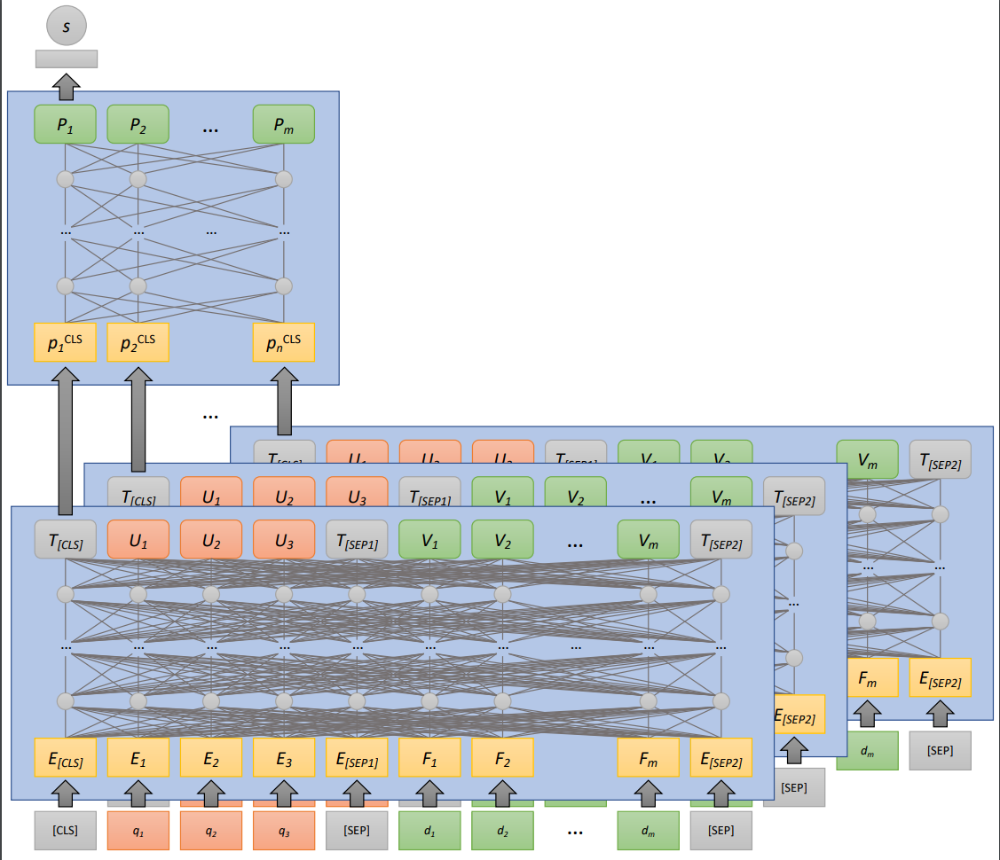 s
P1 P2 ... Pm
... ... ... ...
p1CLS p2CLS pnCLS
...
T[CLS] U1 U2 U3 T[SEP1] V1 V2 Vm T[SEP2]
T[CLS] U1 U2 U3 T[SEP1] V1 V2 ... Vm T[SEP2]
T[CLS] U1 U2 U3 T[SEP1] V1 V2 ... Vm T[SEP2]
... ...
...
... ... ... ... ... ... ... ... ... ...
Fm E[SEP2]
E[SEP2]
dm [SEP]
E[CLS] E1 E2 E3 E[SEP1] F1 F2 Fm E[SEP2]
[SEP]
[CLS] q1 q2 q3 [SEP] d1 d2 ... dm [SEP]